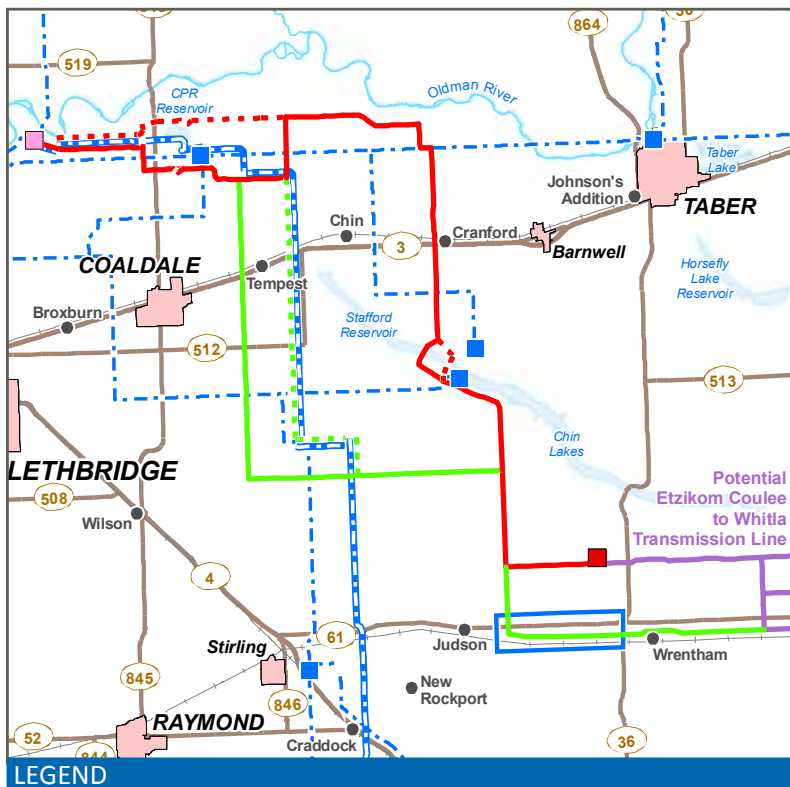 36
864
519
Oldman River
CPR
Reservoir
Taber
Lake
Johnson's
Addition
TABER
Chin
3
Cranford
Barnwell
COALDALE
Tempest
Horsefly
Lake
Reservoir
Broxburn
Stafford
Reservoir
512
513
Chin
Lakes
LETHBRIDGE
Potential
Etzikom Coulee
to Whitla
Transmission Line
508
Wilson
4
61
Judson
Stirling
Wrentham
845
New
Rockport
846
RAYMOND
52
Craddock
36
844
LEGEND